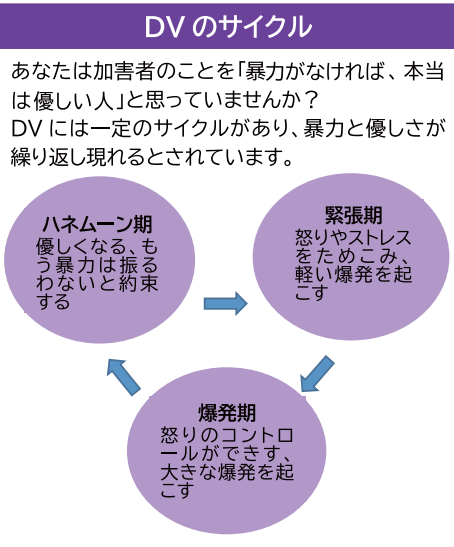 DVのサイクル
あなたは加害者のことを「暴力がなければ、本当
は優しい人」と思っていませんか？
DVには一定のサイクルがあり、暴力と優しさが
繰り返し現れるとされています。
ハネムーン期
優しくなる、も
う暴力は振る
わないと約束
する
緊張期
怒りやストレス
をためこみ、
軽い爆発を起
こす
爆発期
怒りのコントロ
ールができす、
大きな爆発を起
こす